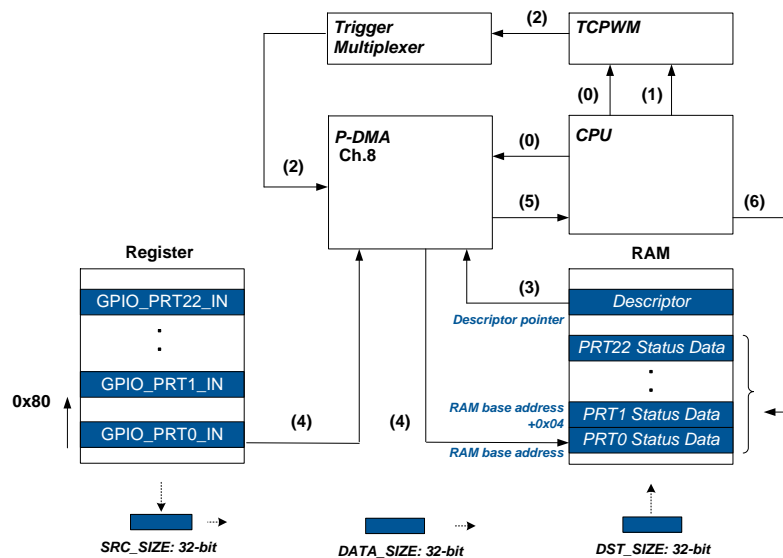 Trigger
Multiplexer
(2)
TCPWM
(0)
(1)
P-DMA
Ch.8
(0)
CPU
(2)
(5)
(6)
Register
RAM
GPIO_PRT22_IN
(3)
Descriptor
Descriptor pointer
.
.
PRT22 Status Data
.
.
GPIO_PRT1_IN
0x80
RAM base address
+0x04
PRT1 Status Data
GPIO_PRT0_IN
(4)
(4)
PRT0 Status Data
RAM base address
SRC_SIZE: 32-bit
DATA_SIZE: 32-bit
DST_SIZE: 32-bit